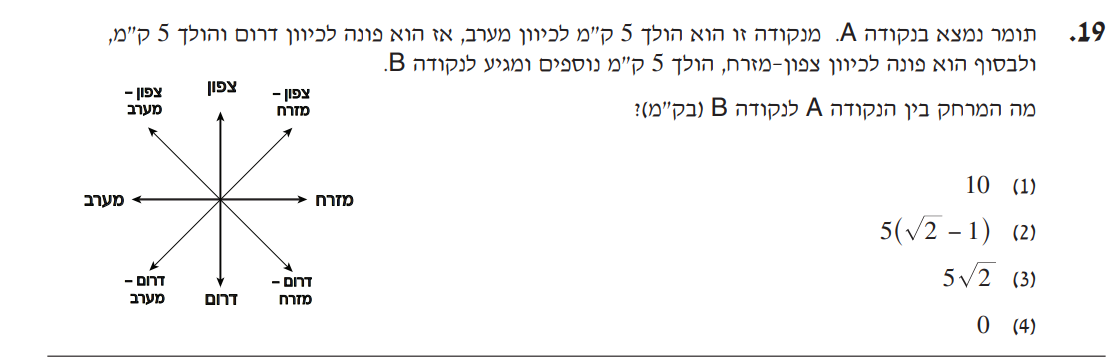 19. תומר נמצא בנקודה A. מנקודה זו הוא הולך 5 ק"מ לכיוון מערב, אז הוא פונה לכיוון דרום והולך 5 ק"מ,
ולבסוף הוא פונה לכיוון צפון-מזרח, הולך 5 ק"מ נוספים ומגיע לנקודה B.
מה המרחק בין הנקודה A לנקודה B (בק"מ)?
(1) 10
(2) 5(√2 – 1)
(3) 5√2
(4) 0
צפון
צפון –
מזרח
מזרח
דרום –
מזרח
דרום
דרום –
מערב
מערב
צפון –
מערב